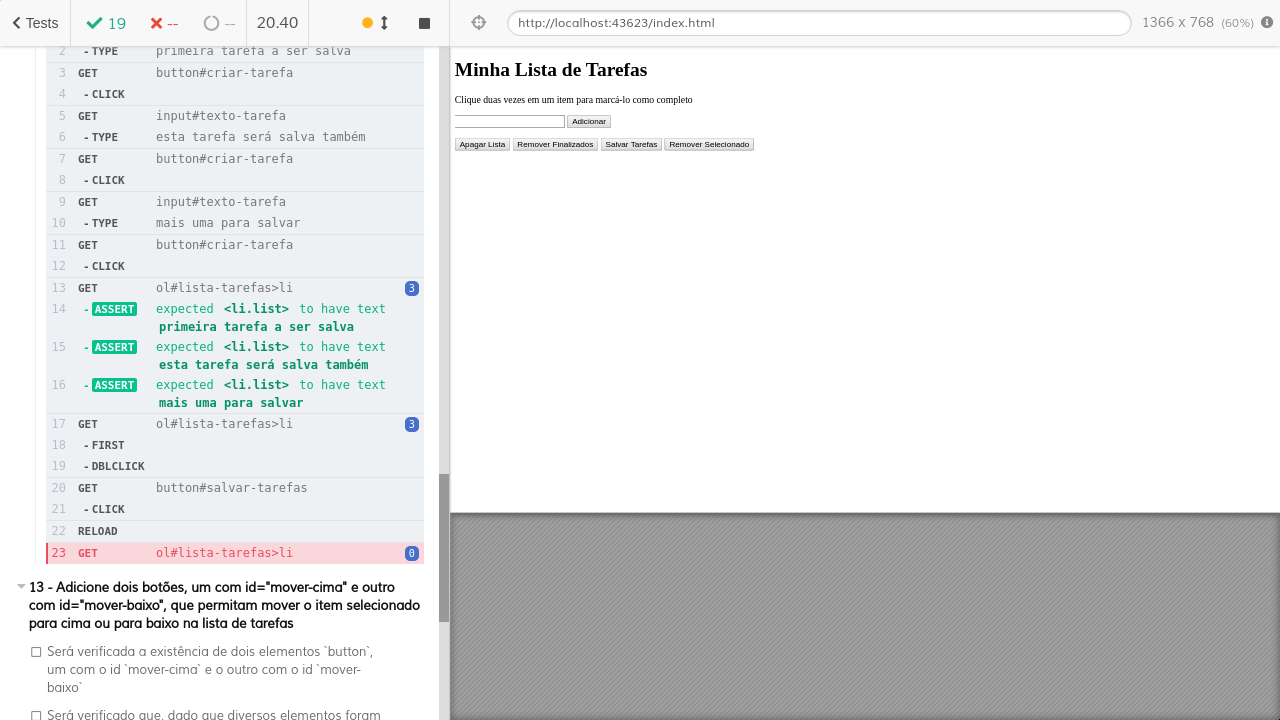 Tests
19
--
--
20.40
http://localhost:43623/index.html
1366 x 768 (60%)
2 - TYPE primeira tarefa a ser salva
3 GET button#criar-tarefa
4 - CLICK
5 GET input#texto-tarefa
6 - TYPE esta tarefa será salva também
7 GET button#criar-tarefa
8 - CLICK
9 GET input#texto-tarefa
10 - TYPE mais uma para salvar
11 GET button#criar-tarefa
12 - CLICK
13 GET ol#lista-tarefas>li 3
14 - ASSERT expected <li.list> to have text
primeira tarefa a ser salva
15 - ASSERT expected <li.list> to have text
esta tarefa será salva também
16 - ASSERT expected <li.list> to have text
mais uma para salvar
17 GET ol#lista-tarefas>li 3
18 - FIRST
19 - DBLCLICK
20 GET button#salvar-tarefas
21 - CLICK
22 RELOAD
23 GET ol#lista-tarefas>li 0
13 - Adicione dois botões, um com id="mover-cima" e outro
com id="mover-baixo", que permitam mover o item selecionado
para cima ou para baixo na lista de tarefas
Será verificada a existência de dois elementos `button`,
um com o id `mover-cima` e o outro com o id `mover-
baixo`
Será verificado que, dado que diversos elementos foram
Minha Lista de Tarefas
Clique duas vezes em um item para marcá-lo como completo
Adicionar
Apagar Lista Remover Finalizados Salvar Tarefas Remover Selecionado